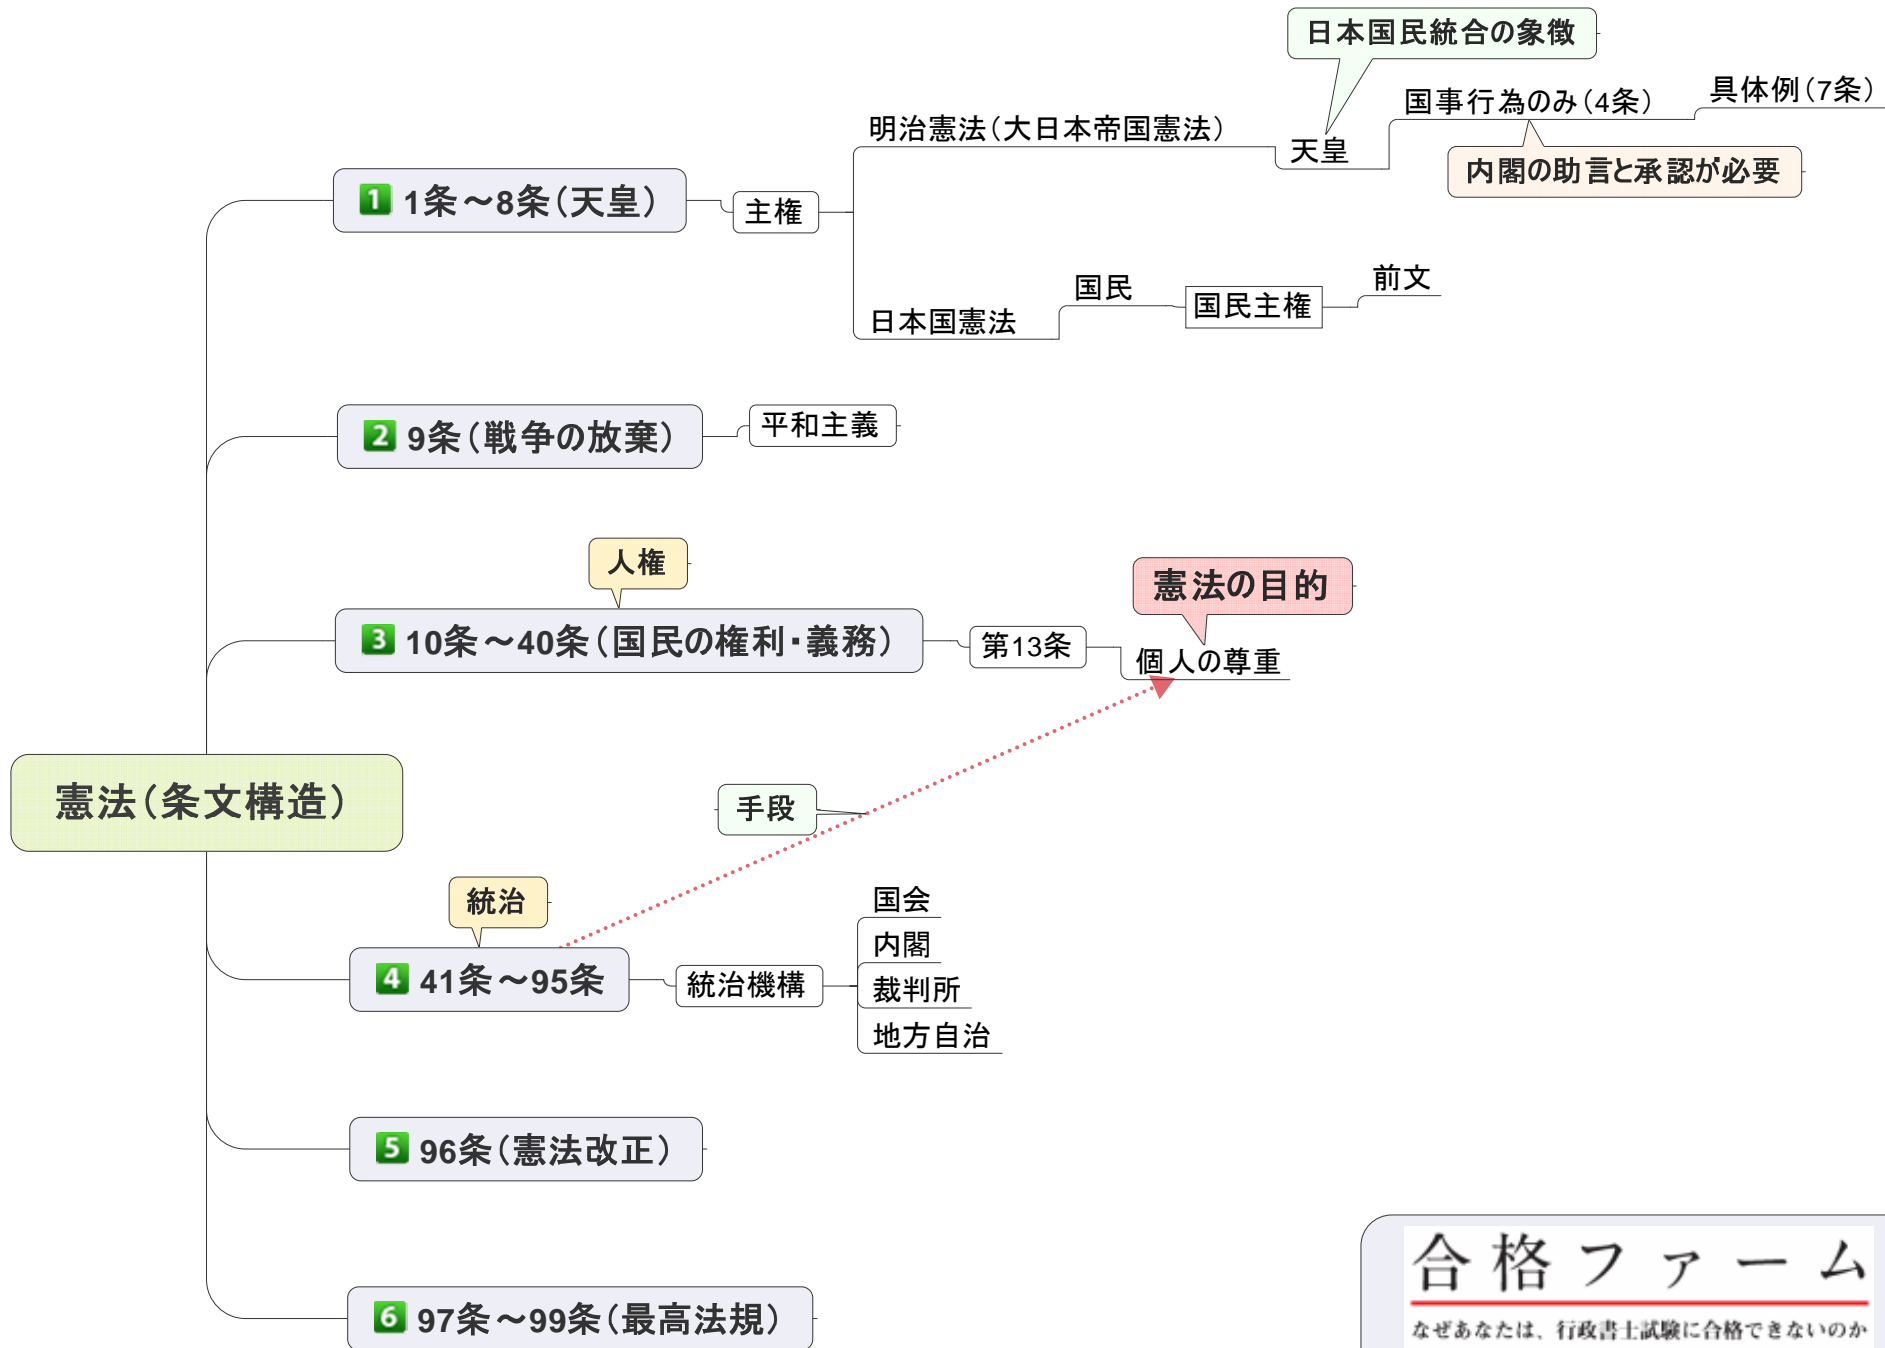 日本国民統合の象徴
具体例（7条）
国事行為のみ（4条）
明治憲法（大日本帝国憲法）
天皇
内閣の助言と承認が必要
1 1条～8条（天皇）
主権
国民
国民主権
前文
日本国憲法
2 9条（戦争の放棄）
平和主義
人権
憲法の目的
3 10条～40条（国民の権利・義務）
第13条
個人の尊重
憲法（条文構造）
手段
統治
国会
内閣
4 41条～95条
統治機構
裁判所
地方自治
5 96条（憲法改正）
6 97条～99条（最高法規）
合格ファーム
なぜあなたは、行政書士試験に合格できないのか